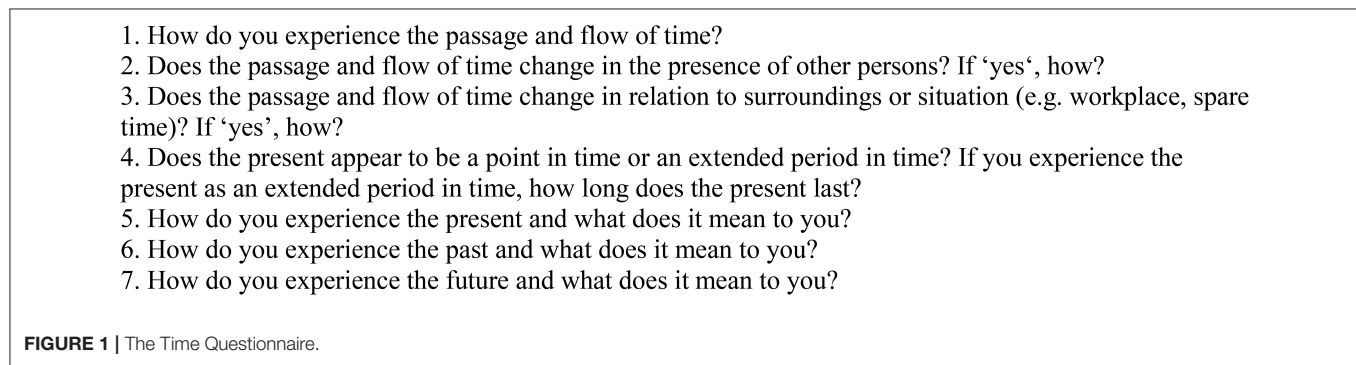 1. How do you experience the passage and flow of time?
2. Does the passage and flow of time change in the presence of other persons? If ‘yes‘, how?
3. Does the passage and flow of time change in relation to surroundings or situation (e.g. workplace, spare
time)? If ‘yes’, how?
4. Does the present appear to be a point in time or an extended period in time? If you experience the
present as an extended period in time, how long does the present last?
5. How do you experience the present and what does it mean to you?
6. How do you experience the past and what does it mean to you?
7. How do you experience the future and what does it mean to you?
FIGURE 1 | The Time Questionnaire.